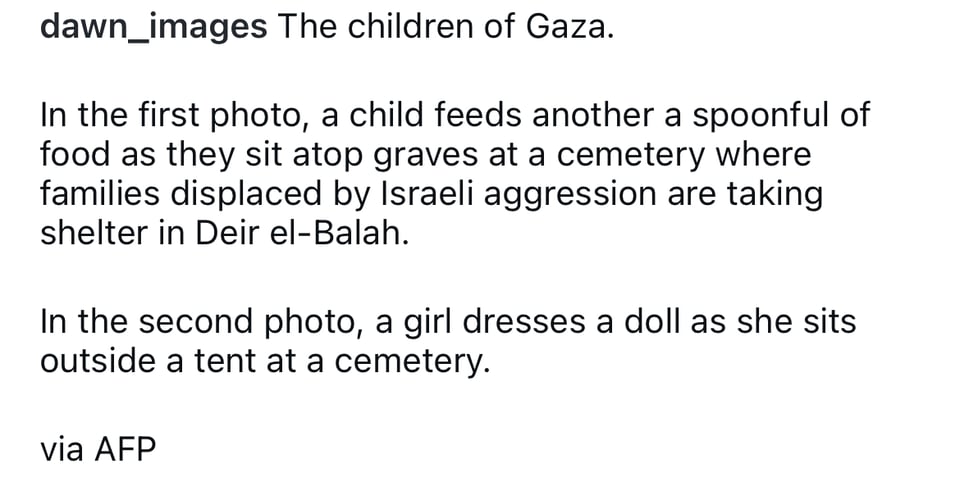 dawn_images The children of Gaza.
In the first photo, a child feeds another a spoonful of
food as they sit atop graves at a cemetery where
families displaced by Israeli aggression are taking
shelter in Deir el-Balah.
In the second photo, a girl dresses a doll as she sits
outside a tent at a cemetery.
via AFP